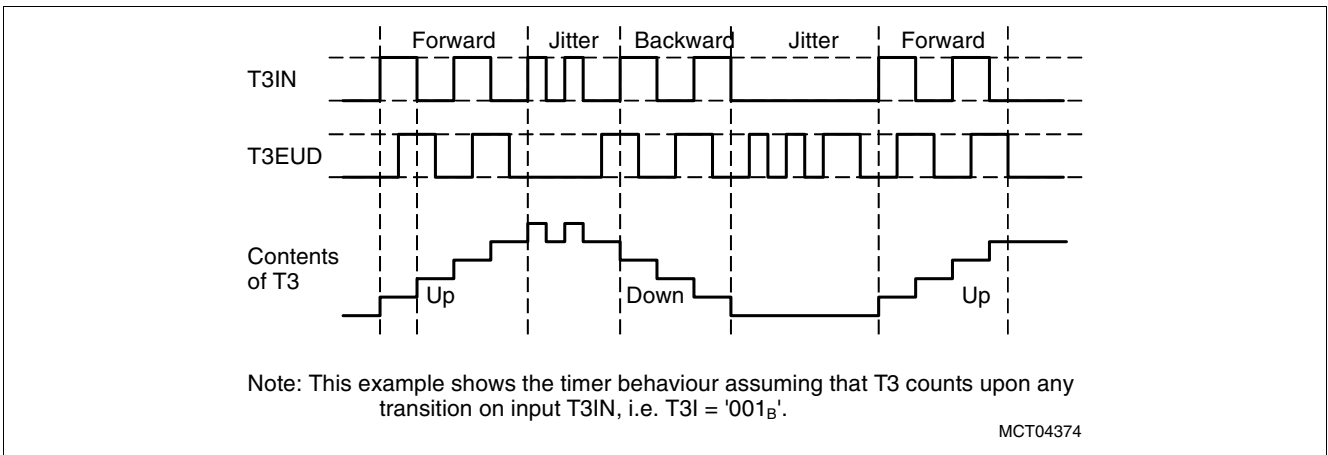 Forward Jitter Backward Jitter Forward
T3IN
T3EUD
Contents
of T3
Up Down Up
Note: This example shows the timer behaviour assuming that T3 counts upon any
transition on input T3IN, i.e. T3I = '001B'.
MCT04374